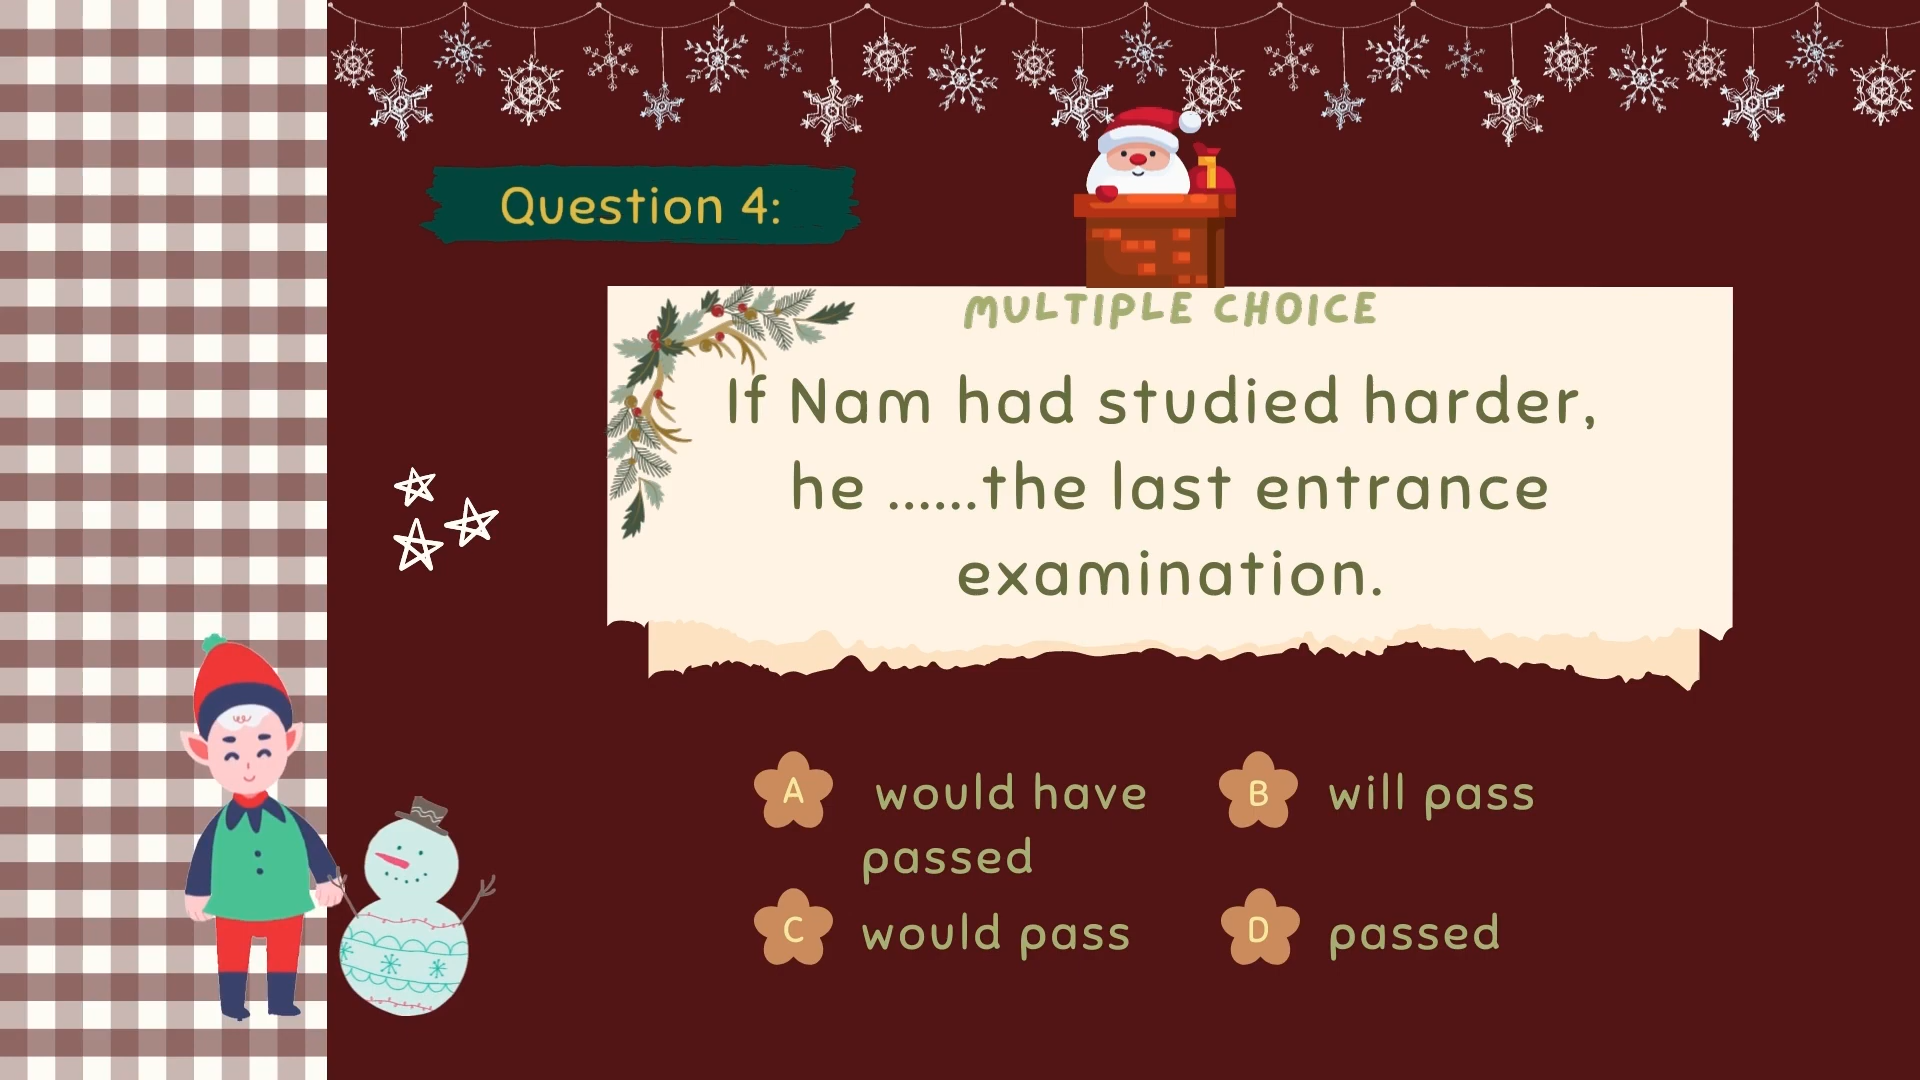 Question 4:
MULTIPLE CHOICE
If Nam had studied harder,
he ......the last entrance
examination.
A would have
passed
B will pass
C would pass
D passed